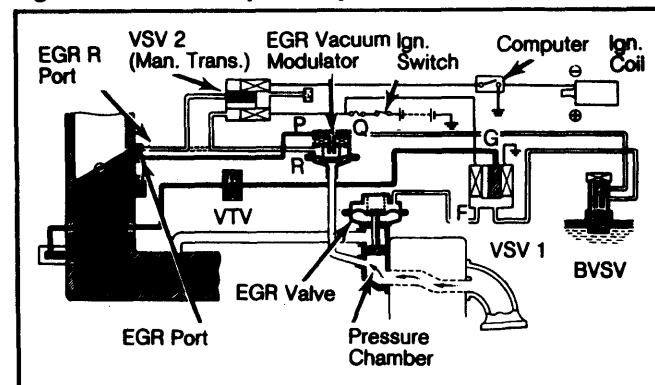 EGR R
Port
VSV 2
(Man. Trans.)
EGR Vacuum
Modulator
Ign.
Switch
Computer
Ign.
Coil
P
Q
R
G
F
VTV
VSV 1
BVSV
EGR Valve
EGR Port
Pressure
Chamber